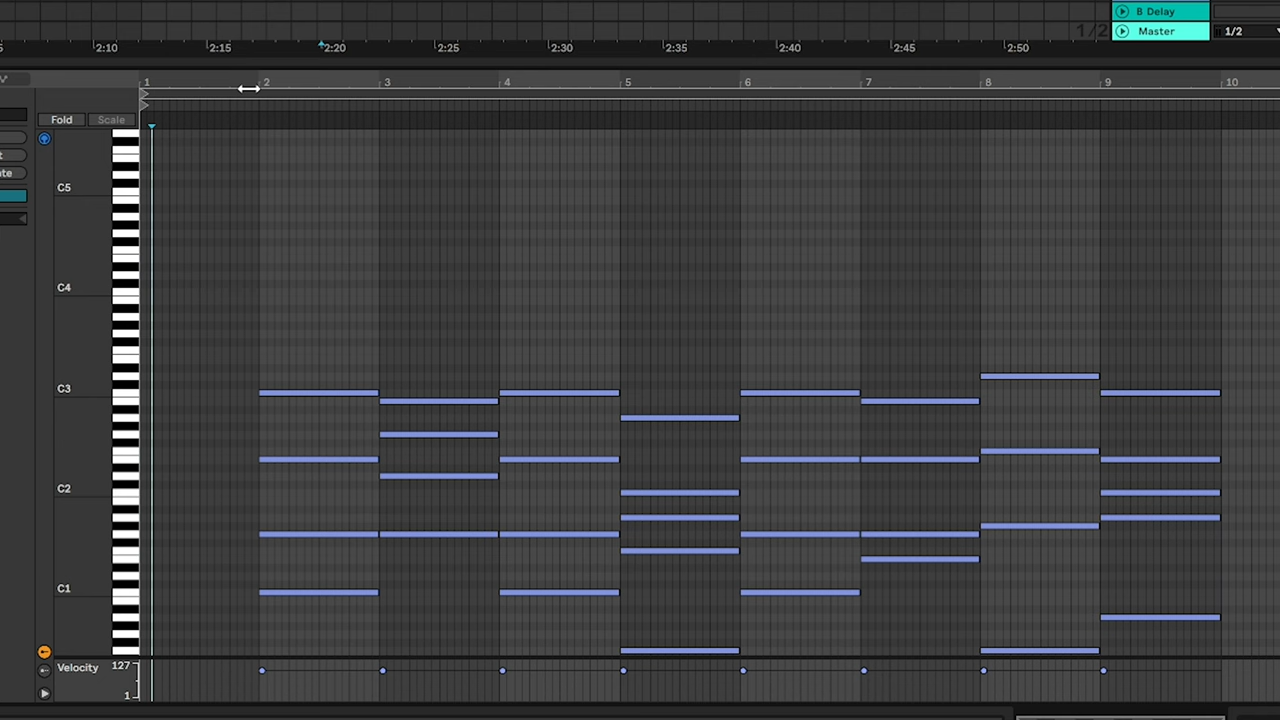 B Delay
1/2 Master 1/2
2:10 2:15 2:20 2:25 2:30 2:35 2:40 2:45 2:50
1 2 3 4 5 6 7 8 9 10
Fold Scale
C5
C4
C3
C2
C1
Velocity 127
1